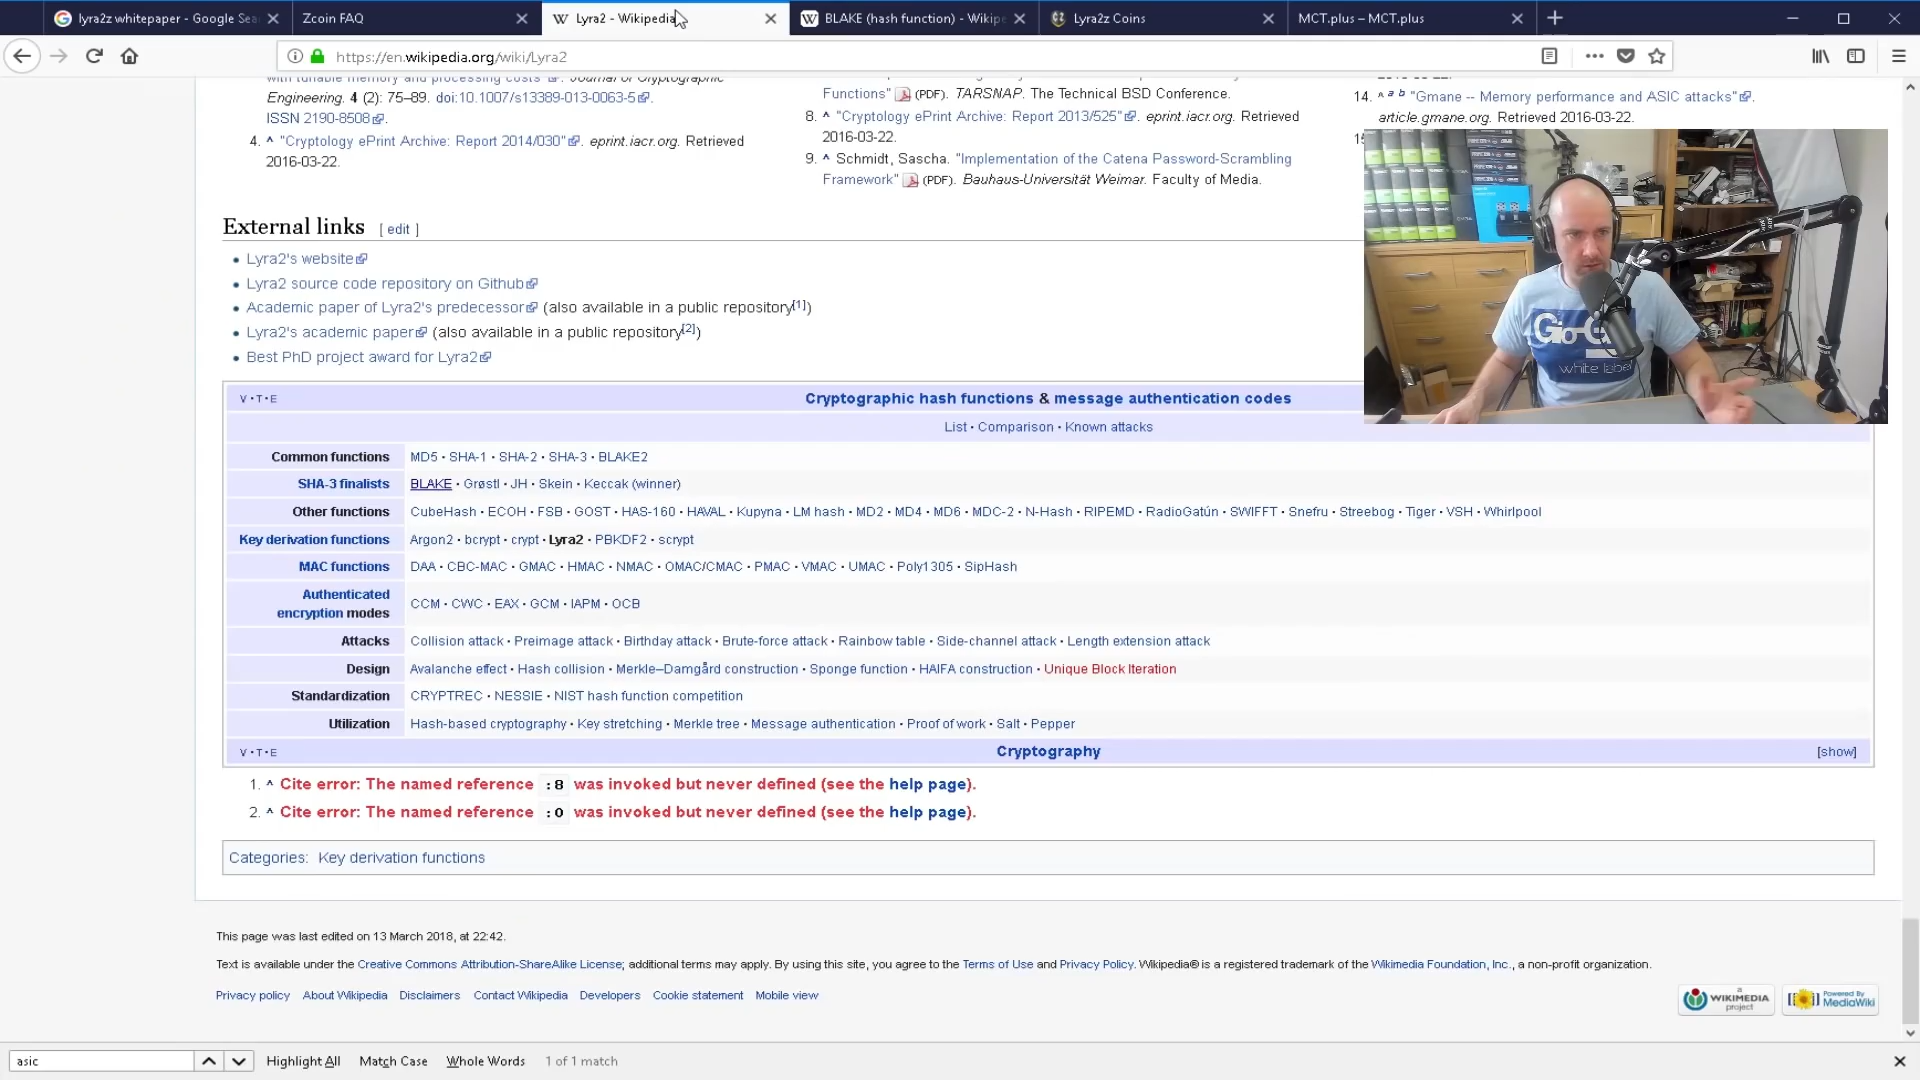 lyra2z whitepaper - Google Sea
Zcoin FAQ
Lyra2 - Wikipedia
BLAKE (hash function) - Wikipe
Lyra2z Coins
MCT.plus – MCT.plus
https://en.wikipedia.org/wiki/Lyra2
with tunable memory and processing costs". Journal of Cryptographic
Engineering. 4 (2): 75–89. doi:10.1007/s13389-013-0063-5.
ISSN 2190-8508.
4. ^ "Cryptology ePrint Archive: Report 2014/030". eprint.iacr.org. Retrieved
2016-03-22.
Functions" (PDF). TARSNAP. The Technical BSD Conference.
8. ^ "Cryptology ePrint Archive: Report 2013/525". eprint.iacr.org. Retrieved
2016-03-22.
9. ^ Schmidt, Sascha. "Implementation of the Catena Password-Scrambling
Framework" (PDF). Bauhaus-Universität Weimar. Faculty of Media.
14. ^ a b "Gmane -- Memory performance and ASIC attacks".
article.gmane.org. Retrieved 2016-03-22.
External links [ edit ]
• Lyra2's website
• Lyra2 source code repository on Github
• Academic paper of Lyra2's predecessor (also available in a public repository[1])
• Lyra2's academic paper (also available in a public repository[2])
• Best PhD project award for Lyra2
white label
V • T • E Cryptographic hash functions & message authentication codes
List • Comparison • Known attacks
Common functions MD5 • SHA-1 • SHA-2 • SHA-3 • BLAKE2
SHA-3 finalists BLAKE • Grøstl • JH • Skein • Keccak (winner)
Other functions CubeHash • ECOH • FSB • GOST • HAS-160 • HAVAL • Kupyna • LM hash • MD2 • MD4 • MD6 • MDC-2 • N-Hash • RIPEMD • RadioGatún • SWIFFT • Snefru • Streebog • Tiger • VSH • Whirlpool
Key derivation functions Argon2 • bcrypt • crypt • Lyra2 • PBKDF2 • scrypt
MAC functions DAA • CBC-MAC • GMAC • HMAC • NMAC • OMAC/CMAC • PMAC • VMAC • UMAC • Poly1305 • SipHash
Authenticated
encryption modes CCM • CWC • EAX • GCM • IAPM • OCB
Attacks Collision attack • Preimage attack • Birthday attack • Brute-force attack • Rainbow table • Side-channel attack • Length extension attack
Design Avalanche effect • Hash collision • Merkle–Damgård construction • Sponge function • HAIFA construction • Unique Block Iteration
Standardization CRYPTREC • NESSIE • NIST hash function competition
Utilization Hash-based cryptography • Key stretching • Merkle tree • Message authentication • Proof of work • Salt • Pepper
V • T • E Cryptography [show]
1. ^ Cite error: The named reference :8 was invoked but never defined (see the help page).
2. ^ Cite error: The named reference :0 was invoked but never defined (see the help page).
Categories: Key derivation functions
This page was last edited on 13 March 2018, at 22:42.
Text is available under the Creative Commons Attribution-ShareAlike License; additional terms may apply. By using this site, you agree to the Terms of Use and Privacy Policy. Wikipedia® is a registered trademark of the Wikimedia Foundation, Inc., a non-profit organization.
Privacy policy About Wikipedia Disclaimers Contact Wikipedia Developers Cookie statement Mobile view
a WIKIMEDIA project
Powered By MediaWiki
asic Highlight All Match Case Whole Words 1 of 1 match